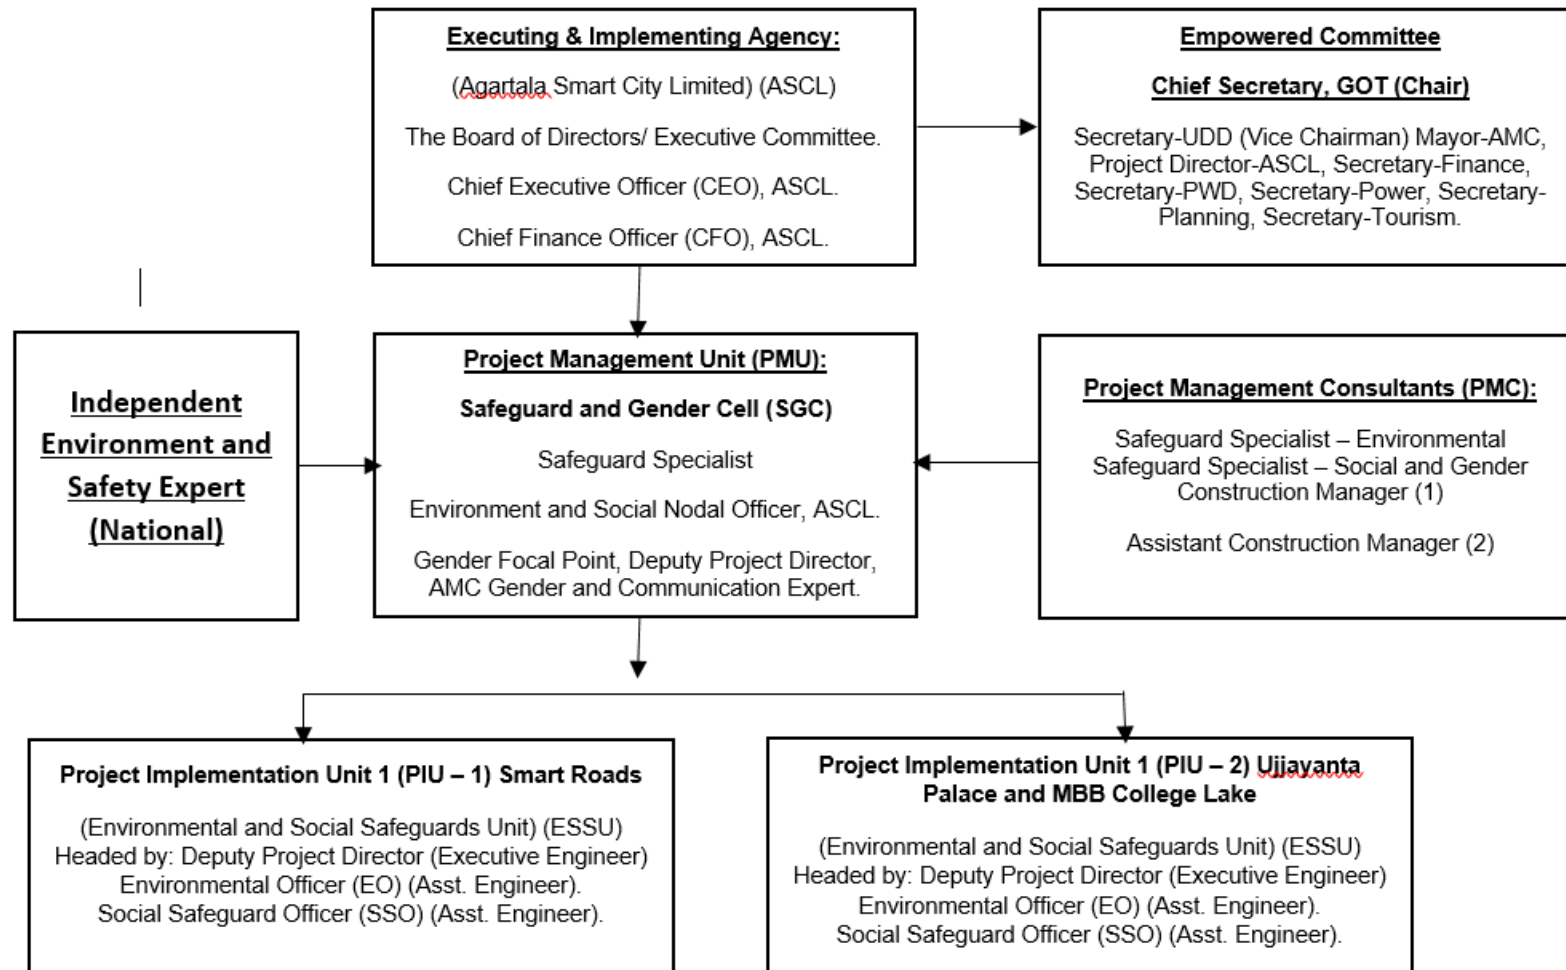 Executing & Implementing Agency:
(Agartala Smart City Limited) (ASCL)
The Board of Directors/ Executive Committee.
Chief Executive Officer (CEO), ASCL.
Chief Finance Officer (CFO), ASCL.
Empowered Committee
Chief Secretary, GOT (Chair)
Secretary-UDD (Vice Chairman) Mayor-AMC,
Project Director-ASCL, Secretary-Finance,
Secretary-PWD, Secretary-Power, Secretary-
Planning, Secretary-Tourism.
Independent
Environment and
Safety Expert
(National)
Project Management Unit (PMU):
Safeguard and Gender Cell (SGC)
Safeguard Specialist
Environment and Social Nodal Officer, ASCL.
Gender Focal Point, Deputy Project Director,
AMC Gender and Communication Expert.
Project Management Consultants (PMC):
Safeguard Specialist – Environmental
Safeguard Specialist – Social and Gender
Construction Manager (1)
Assistant Construction Manager (2)
Project Implementation Unit 1 (PIU – 1) Smart Roads
(Environmental and Social Safeguards Unit) (ESSU)
Headed by: Deputy Project Director (Executive Engineer)
Environmental Officer (EO) (Asst. Engineer).
Social Safeguard Officer (SSO) (Asst. Engineer).
Project Implementation Unit 1 (PIU – 2) Ujjayanta
Palace and MBB College Lake
(Environmental and Social Safeguards Unit) (ESSU)
Headed by: Deputy Project Director (Executive Engineer)
Environmental Officer (EO) (Asst. Engineer).
Social Safeguard Officer (SSO) (Asst. Engineer).